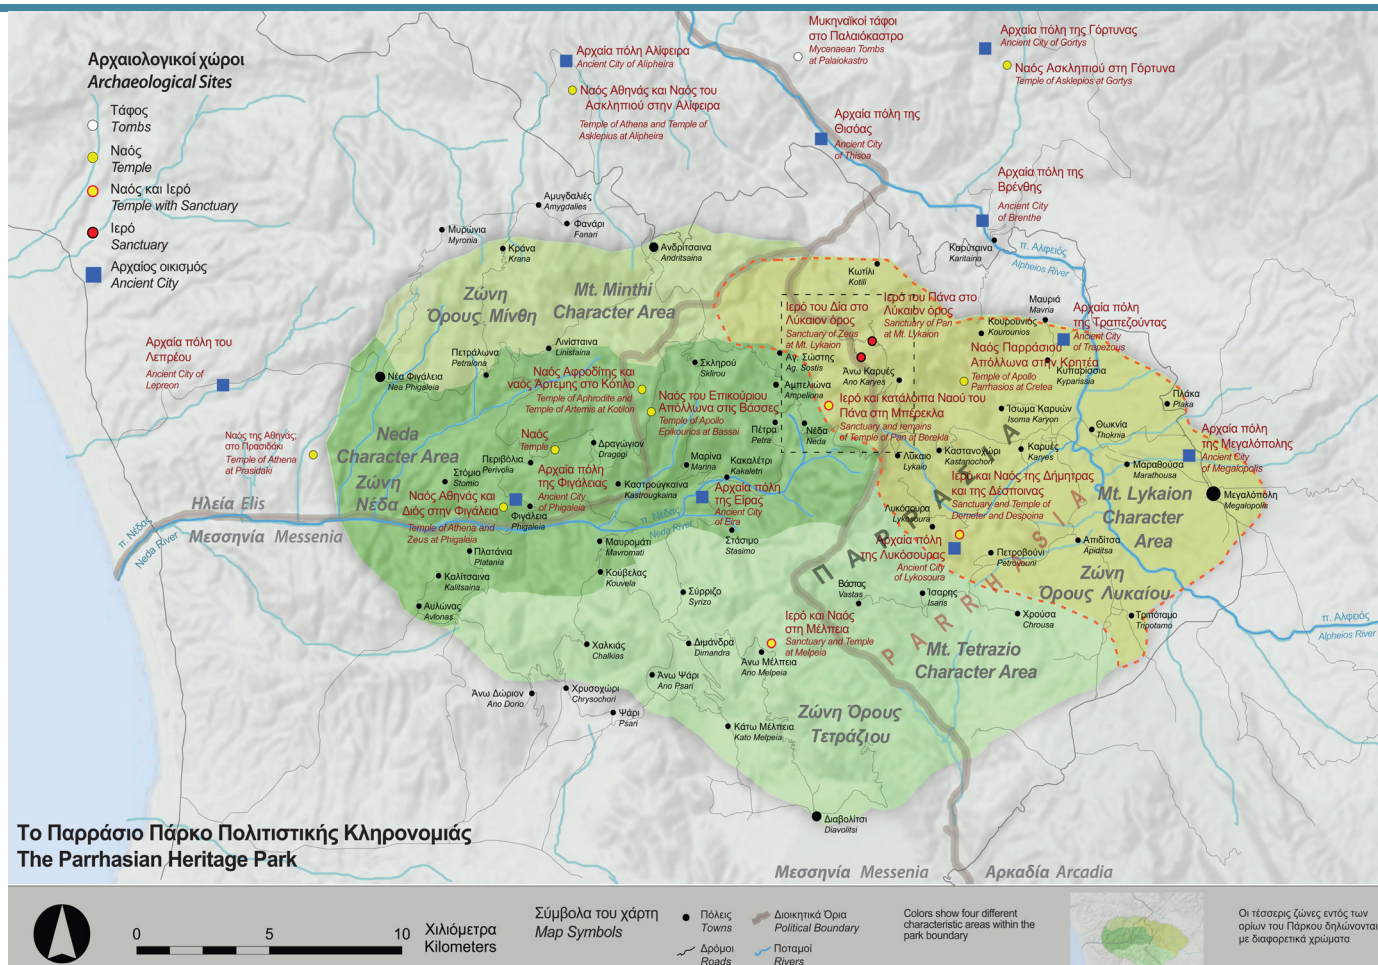 Αρχαιολογικοί χώροι
Archaeological Sites
Τάφος
Tombs
Ναός
Temple
Ναός και Ιερό
Temple with Sanctuary
Ιερό
Sanctuary
Αρχαίος οικισμός
Ancient City
Αρχαία πόλη Αλίφειρα
Ancient City of Alipheira
Ναός Αθηνάς και Ναός του
Ασκληπιού στην Αλίφειρα
Temple of Athena and Temple of
Asklepius at Alipheira
Μυκηναϊκοί τάφοι
στο Παλαιόκαστρο
Mycenaean Tombs
at Palaiokastro
Αρχαία πόλη της Γόρτυνας
Ancient City of Gortys
Ναός Ασκληπιού στη Γόρτυνα
Temple of Asklepios at Gortys
Αρχαία πόλη της
Θισόας
Ancient City
of Thisoa
Αρχαία πόλη της
Βρένθης
Ancient City
of Brenthe
Καρύταινα
Karitaina
π. Αλφειός
Alpheios River
Αμυγδαλιές
Amygdalies
Φανάρι
Fanari
Μυρώνια
Myronia
Κράνα
Krana
Ανδρίτσαινα
Andritsaina
Ζώνη
Όρους Μίνθη
Mt. Minthi
Character Area
Κωτίλι
Kotili
Ιερό του Δία στο
Λύκαιον όρος
Sanctuary of Zeus
at Mt. Lykaion
Ιερό του Πάνα στο
Λύκαιον όρος
Sanctuary of Pan
at Mt. Lykaion
Μαυριά
Mavria
Κουρουνιός
Kourounios
Αρχαία πόλη
της Τραπεζούντας
Ancient City
of Trapezous
Ναός Παρράσιου
Απόλλωνα στην Κρητέα
Temple of Apollo
Parrhasios at Cretea
Κυπαρισσία
Kyparissia
Αρχαία πόλη του
Λεπρέου
Ancient City of
Lepreon
Νέα Φιγάλεια
Nea Phigaleia
Πετράλωνα
Petralona
Λινίσταινα
Linistaina
Σκληρού
Sklirou
Αγ. Σώστης
Ag. Sostis
Αμπελιώνα
Ampeliona
Άνω Καρυές
Ano Karyes
Ναός Αφροδίτης και
ναός Άρτεμης στο Κότιλο
Temple of Aphrodite and
Temple of Artemis at Kotilon
Ναός του Επικούριου
Απόλλωνα στις Βάσσες
Temple of Apollo
Epikourios at Bassai
Ιερό και κατάλοιπα Ναού του
Πάνα στη Μπέρεκλα
Sanctuary and remains
of Temple of Pan at Berekla
Πέτρα
Petra
Νέδα
Neda
Ίσωμα Καρυών
Isoma Karyon
Πλάκα
Plaka
Θωκνία
Thoknia
Καρυές
Karyes
Καστανοχώρι
Kastanochori
Λύκαιο
Lykaio
Μαραθούσα
Marathousa
Αρχαία πόλη
της Μεγαλόπολης
Ancient City
of Megalopolis
Μεγαλόπολη
Megalopolis
Ναός της Αθηνάς;
στο Πρασιδάκι
Temple of Athena
at Prasidaki
Neda
Character Area
Ζώνη
Νέδα
Ναός
Temple
Δραγώγιον
Dragogi
Περιβόλια
Perivolia
Στόμιο
Stomio
Αρχαία πόλη
της Φιγάλειας
Ancient City
of Phigaleia
Ναός Αθηνάς και
Διός στην Φιγάλεια
Temple of Athena and
Zeus at Phigaleia
Φιγάλεια
Phigaleia
Καστρούγκαινα
Kastrougkaina
Μαρίνα
Marina
Κακαλέτρι
Kakaletri
Αρχαία πόλη
της Είρας
Ancient City
of Eira
π. Νέδας
Neda River
Στάσιμο
Stasimo
Ιερό και Ναός της Δήμητρας
και της Δέσποινας
Sanctuary and Temple of
Demeter and Despoina
Λυκόσουρα
Lykosoura
Αρχαία πόλη
της Λυκόσουρας
Ancient City
of Lykosoura
Mt. Lykaion
Character
Area
Ζώνη
Όρους Λυκαίου
Απιδίτσα
Apiditsa
Πετροβούνι
Petrovouni
ΠΑΡΡΑΣΙΑ
PARRHASIA
Ηλεία Elis
Μεσσηνία Messenia
π. Νέδας
Neda River
Πλατάνια
Platania
Καλίτσαινα
Kalitsaina
Αυλώνας
Avlonas
Μαυρομάτι
Mavromati
Κούβελας
Kouvela
Σύρριζο
Syrizo
Βάστας
Vastas
Ίσαρης
Isaris
Χρούσα
Chrousa
Τριπόταμο
Tripotamo
π. Αλφειός
Alpheios River
Χαλκιάς
Chalkias
Διμάνδρα
Dimandra
Ιερό και Ναός
στη Μέλπεια
Sanctuary and Temple
at Melpeia
Άνω Μέλπεια
Ano Melpeia
Mt. Tetrazio
Character Area
Άνω Ψάρι
Ano Psari
Άνω Δώριον
Ano Dorio
Χρυσοχώρι
Chrysochori
Ψάρι
Psari
Κάτω Μέλπεια
Kato Melpeia
Ζώνη Όρους
Τετράζιου
Διαβολίτσι
Diavolitsi
Το Παρράσιο Πάρκο Πολιτιστικής Κληρονομιάς
The Parrhasian Heritage Park
Μεσσηνία Messenia
Αρκαδία Arcadia
0 5 10
Χιλιόμετρα
Kilometers
Σύμβολα του χάρτη
Map Symbols
Πόλεις
Towns
Δρόμοι
Roads
Διοικητικά Όρια
Political Boundary
Ποταμοί
Rivers
Colors show four different
characteristic areas within the
park boundary
Οι τέσσερις ζώνες εντός των
ορίων του Πάρκου δηλώνονται
με διαφορετικά χρώματα